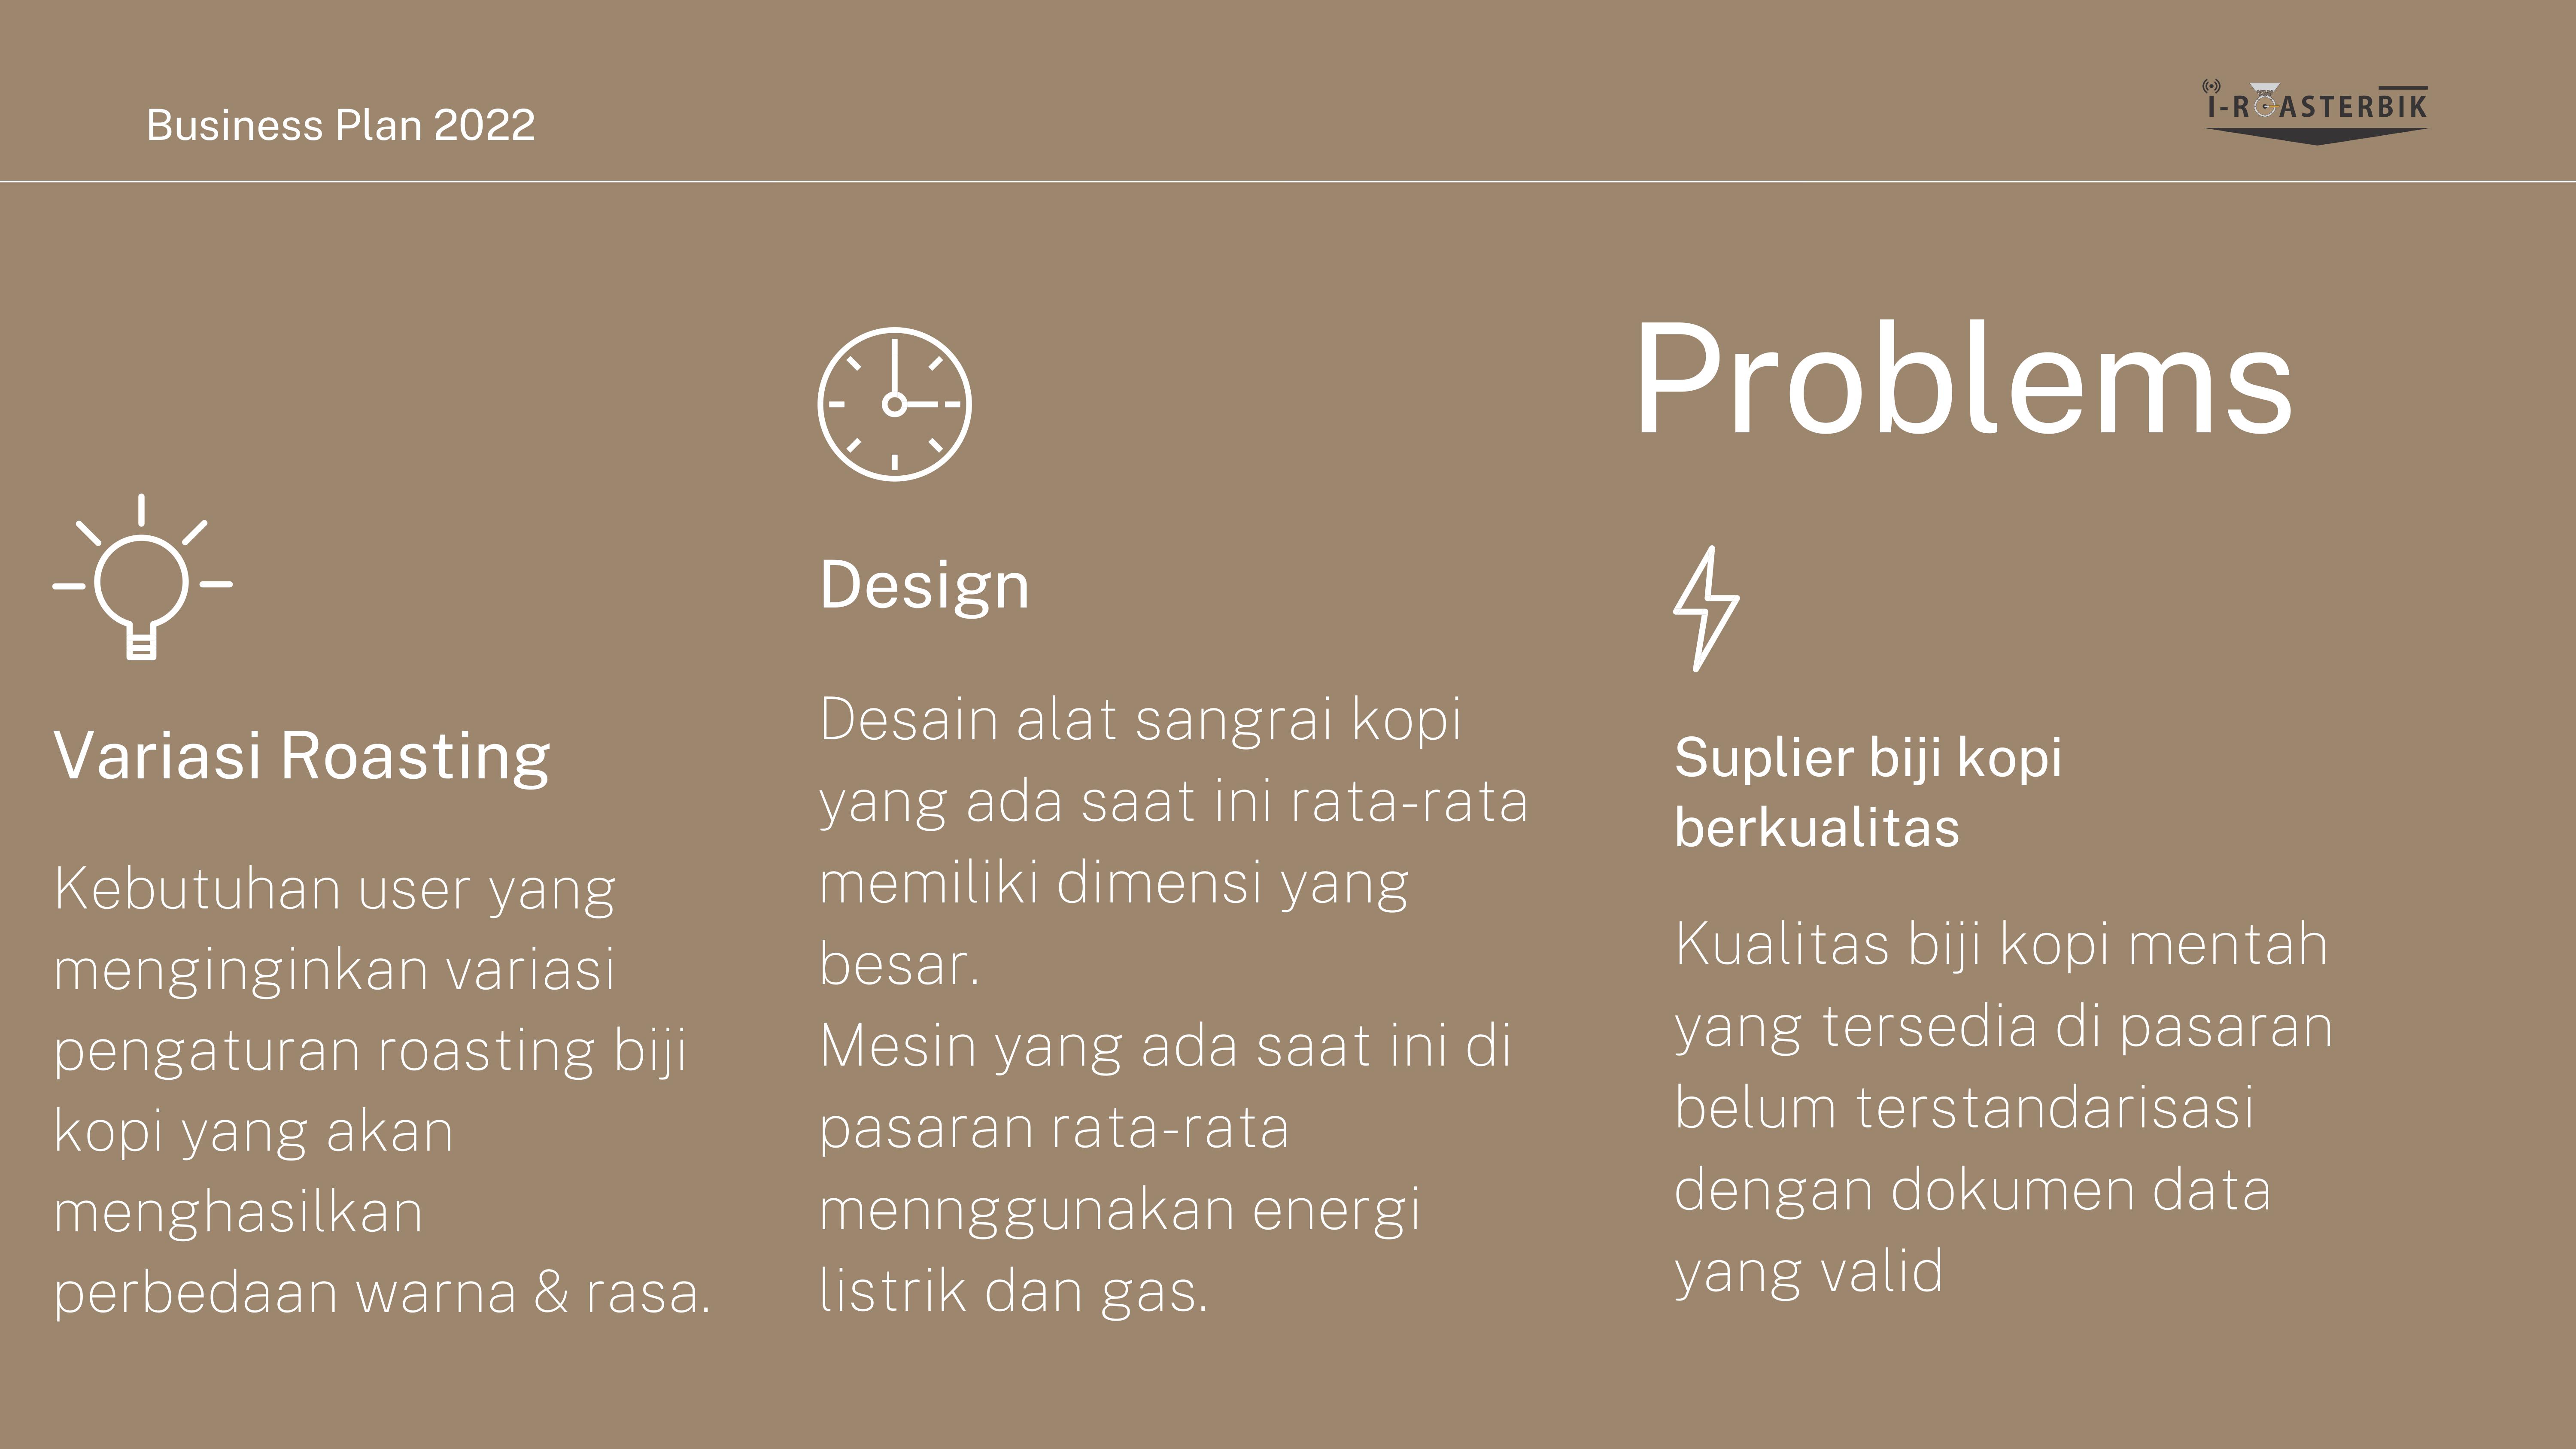 Business Plan 2022
I-ROASTERBIK
Problems
Variasi Roasting
Kebutuhan user yang
menginginkan variasi
pengaturan roasting biji
kopi yang akan
menghasilkan
perbedaan warna & rasa.
Design
Desain alat sangrai kopi
yang ada saat ini rata-rata
memiliki dimensi yang
besar.
Mesin yang ada saat ini di
pasaran rata-rata
mennggunakan energi
listrik dan gas.
Suplier biji kopi
berkualitas
Kualitas biji kopi mentah
yang tersedia di pasaran
belum terstandarisasi
dengan dokumen data
yang valid